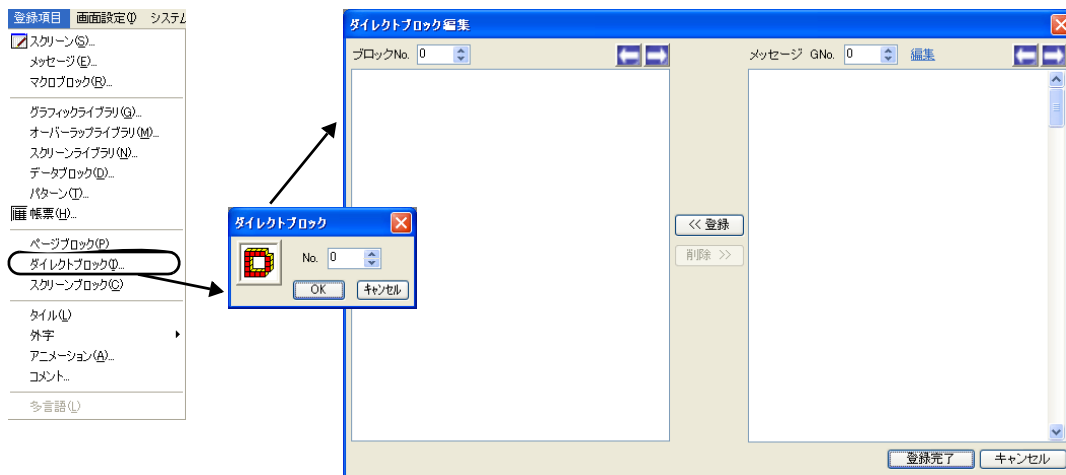 登録項目 画面設定(I) システム
スクリーン(S)...
メッセージ(E)...
マクロブロック(R)...
グラフィックライブラリ(G)...
オーバーラップライブラリ(M)...
スクリーンライブラリ(N)...
データブロック(D)...
パターン(T)...
帳票(H)...
ページブロック(P)
ダイレクトブロック(I)...
スクリーンブロック(C)
タイル(L)
外字
アニメーション(A)...
コメント...
多言語(L)
ダイレクトブロック
No. 0
OK キャンセル
ダイレクトブロック編集
ブロックNo. 0
メッセージ GNo. 0 編集
<< 登録
削除 >>
登録完了 キャンセル